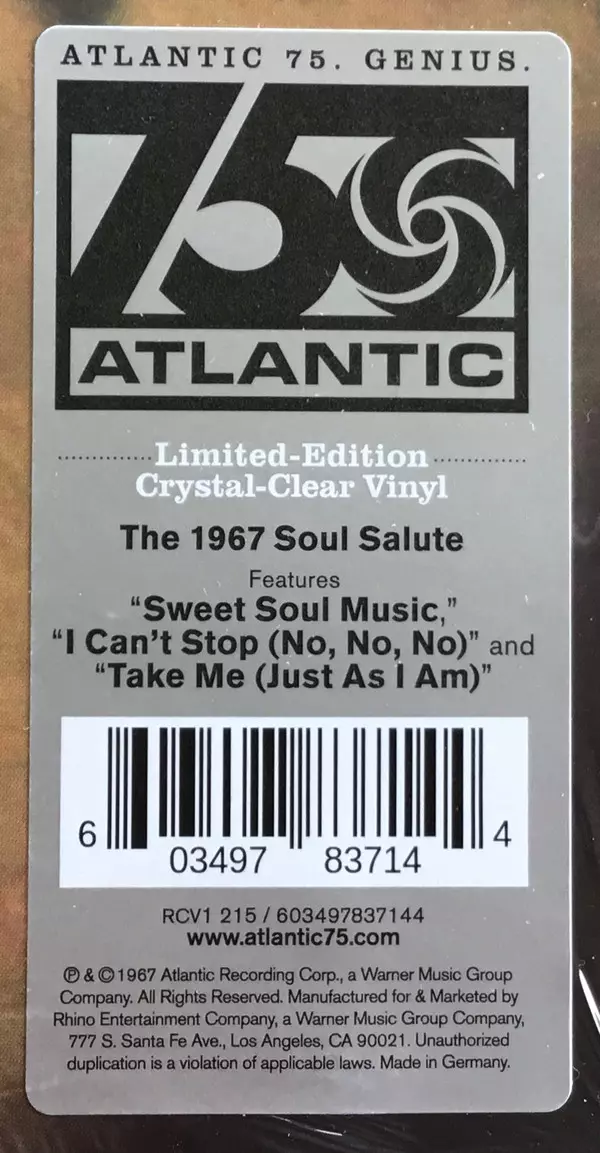 ATLANTIC 75. GENIUS.
75
ATLANTIC
Limited-Edition
Crystal-Clear Vinyl
The 1967 Soul Salute
Features
“Sweet Soul Music,”
“I Can’t Stop (No, No, No)” and
“Take Me (Just As I Am)”
6 03497 83714 4
RCV1 215 / 603497837144
www.atlantic75.com
℗ & © 1967 Atlantic Recording Corp., a Warner Music Group
Company. All Rights Reserved. Manufactured for & Marketed by
Rhino Entertainment Company, a Warner Music Group Company,
777 S. Santa Fe Ave., Los Angeles, CA 90021. Unauthorized
duplication is a violation of applicable laws. Made in Germany.